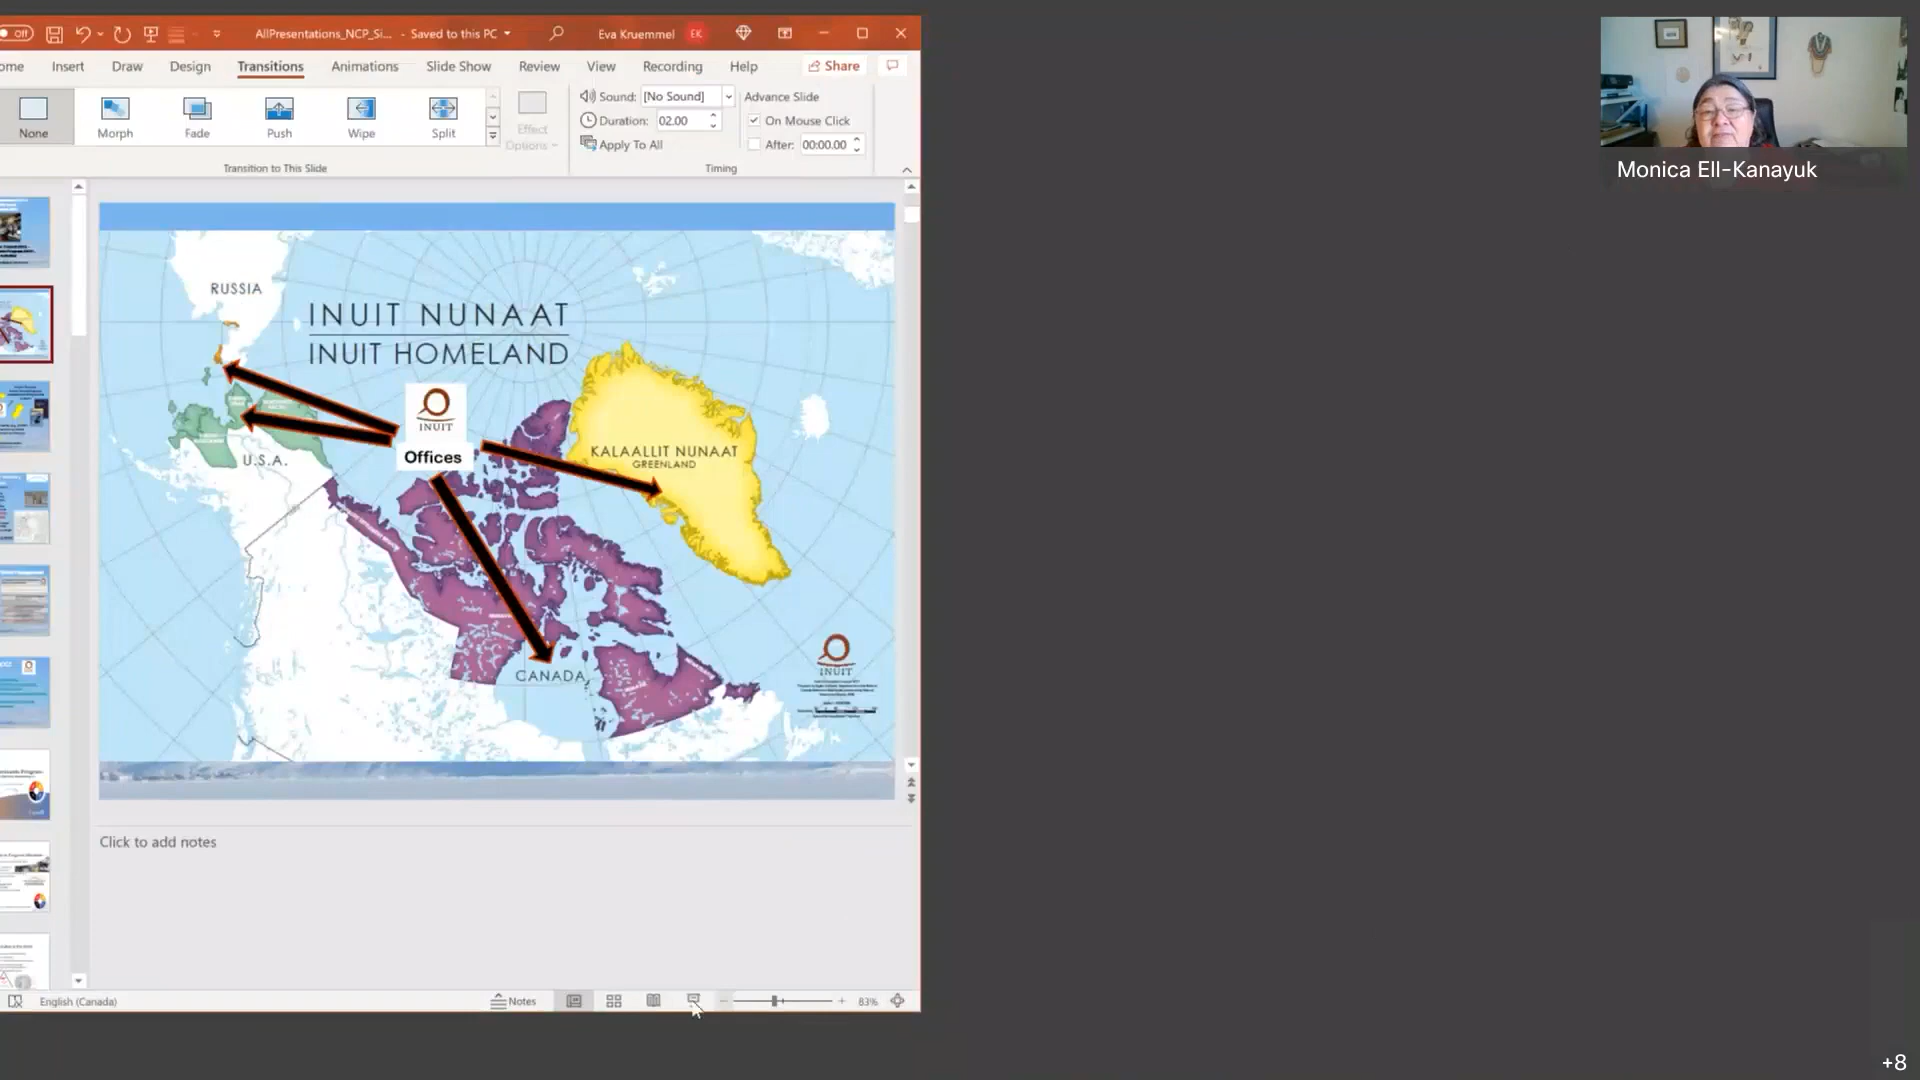 Off
AllPresentations_NCP_Si... - Saved to this PC
Eva Kruemmel
EK
ome
Insert
Draw
Design
Transitions
Animations
Slide Show
Review
View
Recording
Help
Share
None
Morph
Fade
Push
Wipe
Split
Effect
Options
Transition to This Slide
Sound: [No Sound]
Duration: 02.00
Apply To All
Advance Slide
On Mouse Click
After: 00:00.00
Timing
RUSSIA
INUIT NUNAAT
INUIT HOMELAND
INUIT
Offices
U.S.A.
KALAALLIT NUNAAT
GREENLAND
CANADA
INUIT
Click to add notes
English (Canada)
Notes
83%
Monica Ell-Kanayuk
+8